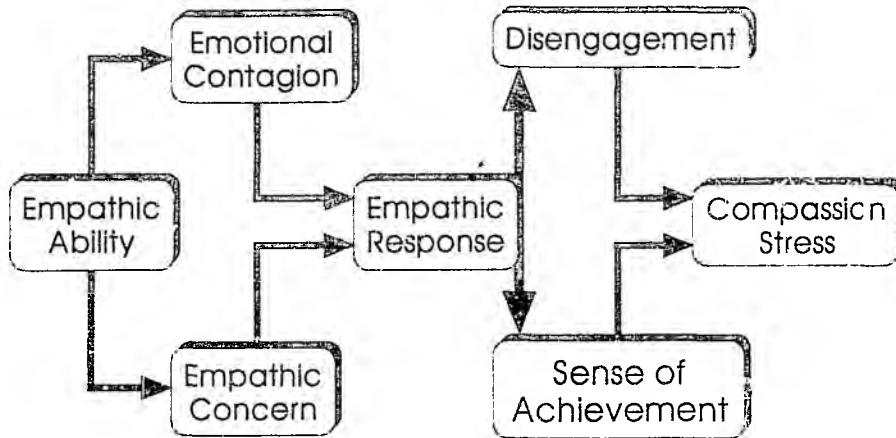 Emotional
Contagion
Disengagement
Empathic
Ability
Empathic
Response
Compassion
Stress
Empathic
Concern
Sense of
Achievement